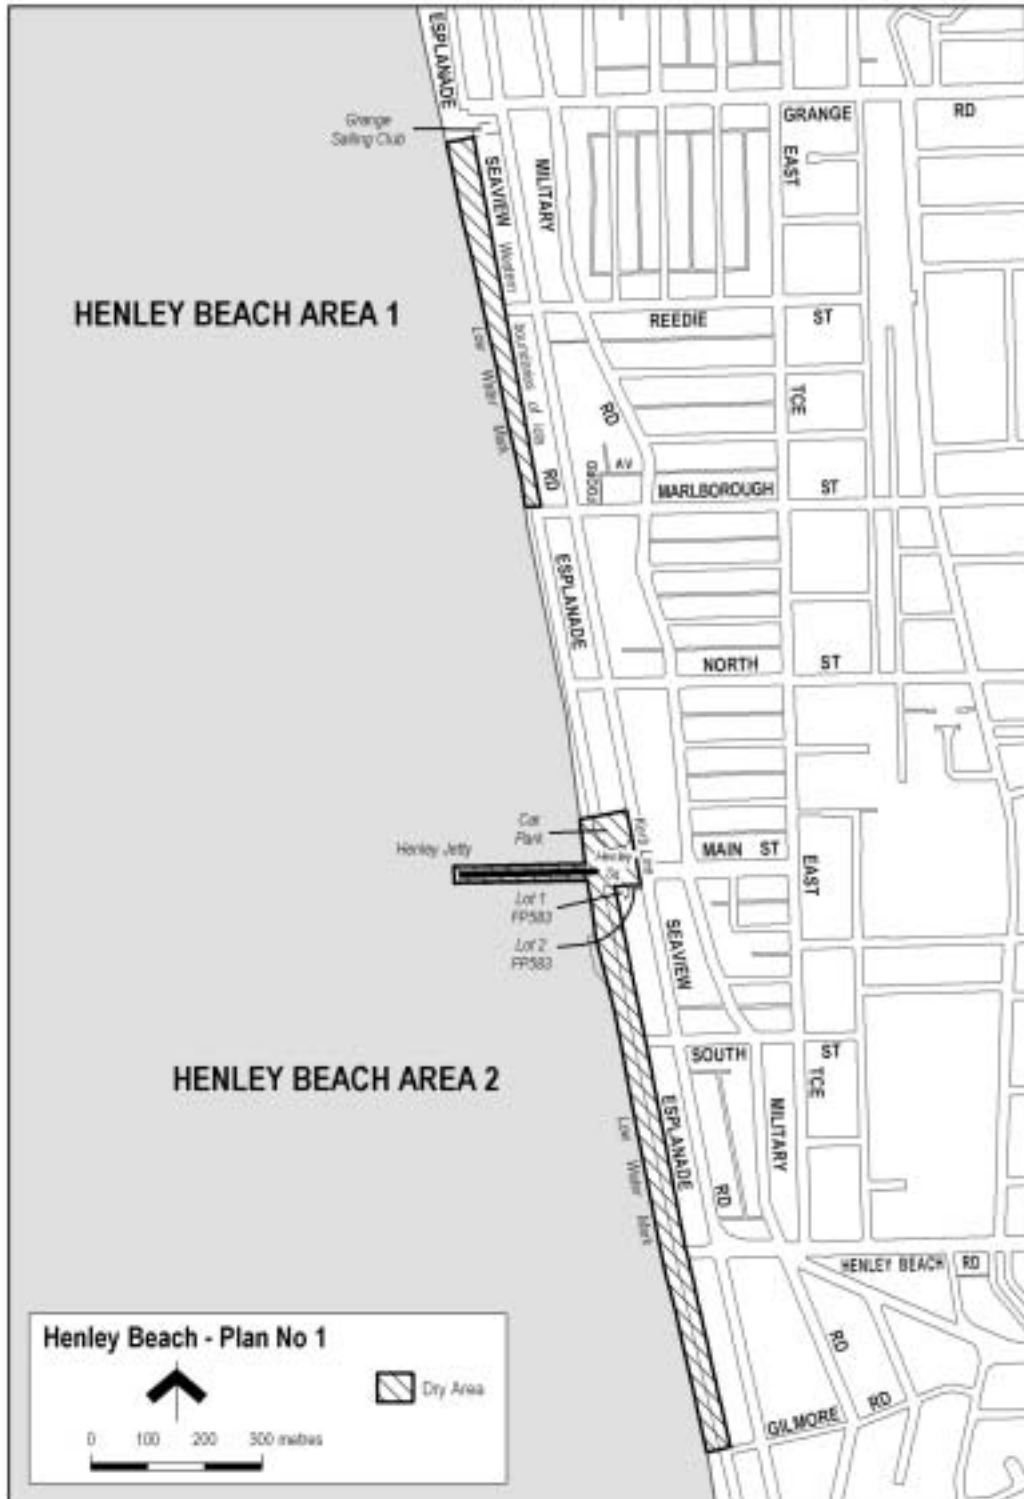 ESPLANADE
Grange
Sailing Club
GRANGE RD
SEAVIEW
MILITARY
EAST
Western
boundaries of lots
HENLEY BEACH AREA 1
REEDIE ST
Low Water Mark
RD
TCE
RD
AV
MARLBOROUGH ST
ESPLANADE
NORTH ST
Car
Park
Kerb Line
Henley Jetty
Henley
Sq
MAIN ST
EAST
Lot 1
FP583
Lot 2
FP583
SEAVIEW
HENLEY BEACH AREA 2
SOUTH ST
TCE
ESPLANADE
MILITARY
Low Water Mark
RD
HENLEY BEACH RD
RD
GILMORE RD
Henley Beach - Plan No 1
Dry Area
0 100 200 300 metres